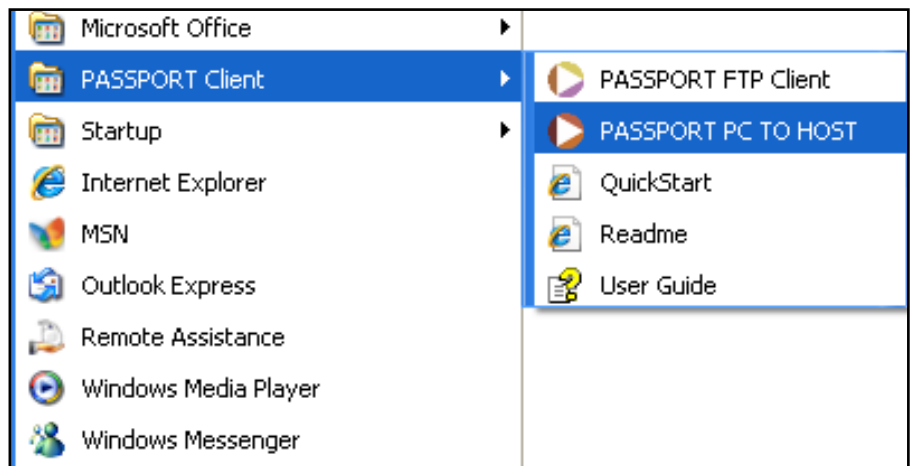 Microsoft Office
PASSPORT Client
Startup
Internet Explorer
MSN
Outlook Express
Remote Assistance
Windows Media Player
Windows Messenger
PASSPORT FTP Client
PASSPORT PC TO HOST
QuickStart
Readme
User Guide